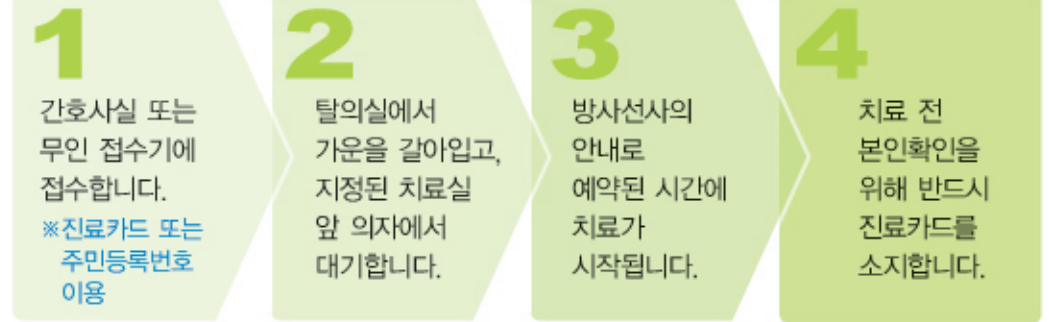 1
간호사실 또는
무인 접수기에
접수합니다.
※진료카드 또는
주민등록번호
이용
2
탈의실에서
가운을 갈아입고,
지정된 치료실
앞 의자에서
대기합니다.
3
방사선사의
안내로
예약된 시간에
치료가
시작됩니다.
4
치료 전
본인확인을
위해 반드시
진료카드를
소지합니다.